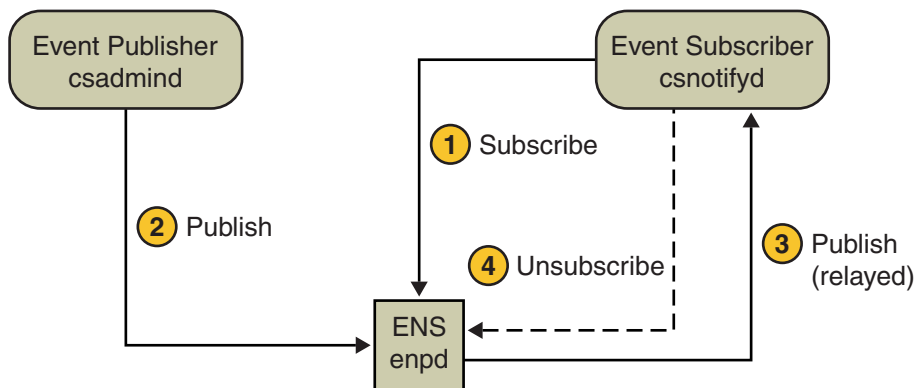 Event Publisher
csadmind
Event Subscriber
csnotifyd
1 Subscribe
2 Publish
3 Publish
(relayed)
4 Unsubscribe
ENS
enpd